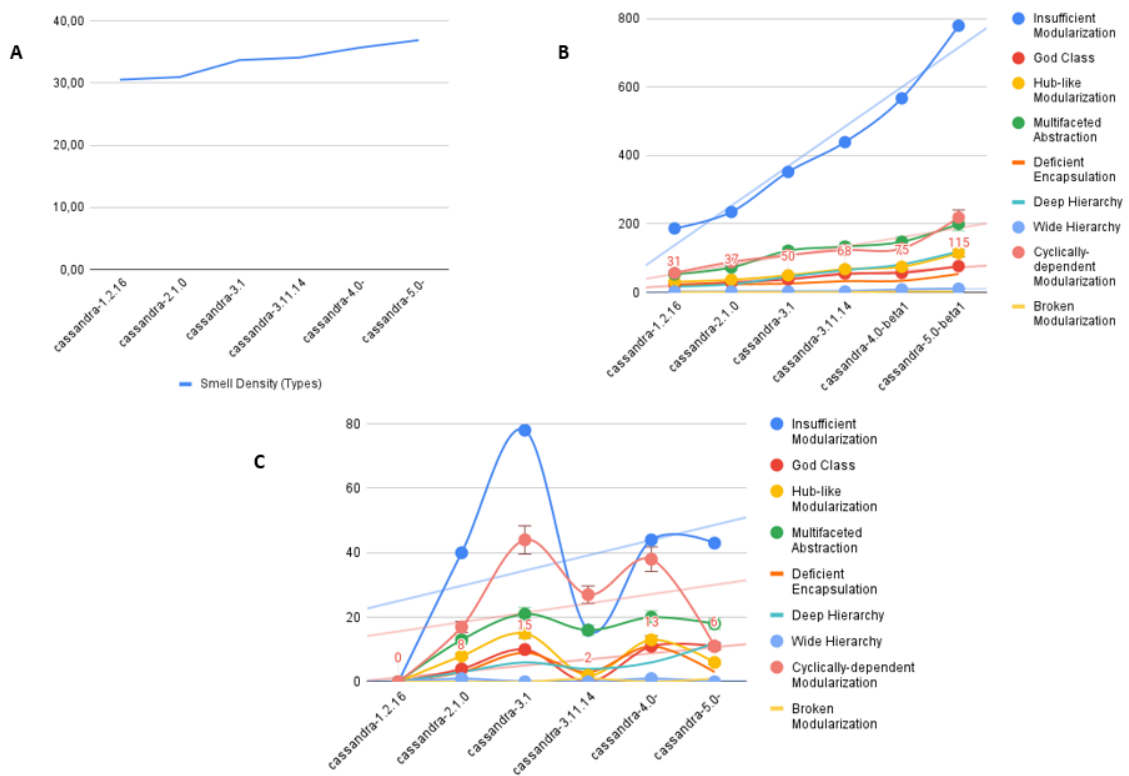 A
40,00
30,00
20,00
10,00
0,00
cassandra-1.2.16
cassandra-2.1.0
cassandra-3.1
cassandra-3.11.14
cassandra-4.0-
cassandra-5.0-
Smell Density (Types)
B
800
600
400
200
0
31
37
50
68
75
115
cassandra-1.2.16
cassandra-2.1.0
cassandra-3.1
cassandra-3.11.14
cassandra-4.0-beta1
cassandra-5.0-beta1
Insufficient
Modularization
God Class
Hub-like
Modularization
Multifaceted
Abstraction
Deficient
Encapsulation
Deep Hierarchy
Wide Hierarchy
Cyclically-
dependent
Modularization
Broken
Modularization
C
80
60
40
20
0
0
8
15
2
13
6
cassandra-1.2.16
cassandra-2.1.0
cassandra-3.1
cassandra-3.11.14
cassandra-4.0-
cassandra-5.0-
Insufficient
Modularization
God Class
Hub-like
Modularization
Multifaceted
Abstraction
Deficient
Encapsulation
Deep Hierarchy
Wide Hierarchy
Cyclically-dependent
Modularization
Broken
Modularization